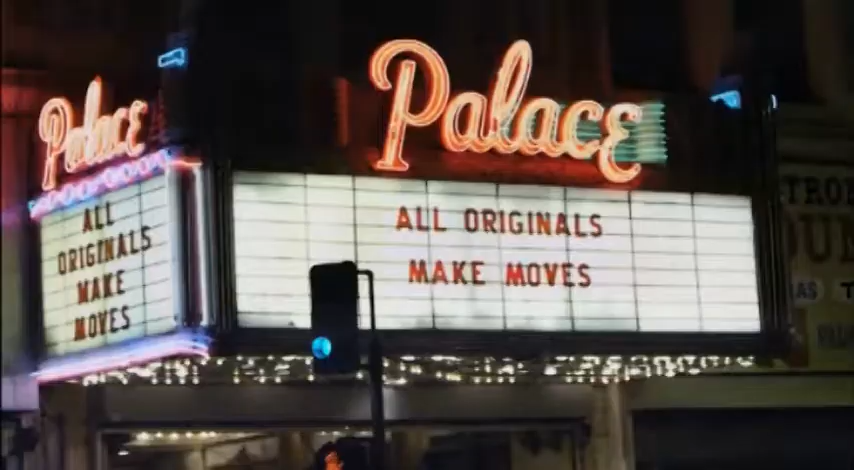 Palace
ALL
ORIGINALS
MAKE
MOVES
Palace
ALL ORIGINALS
MAKE MOVES